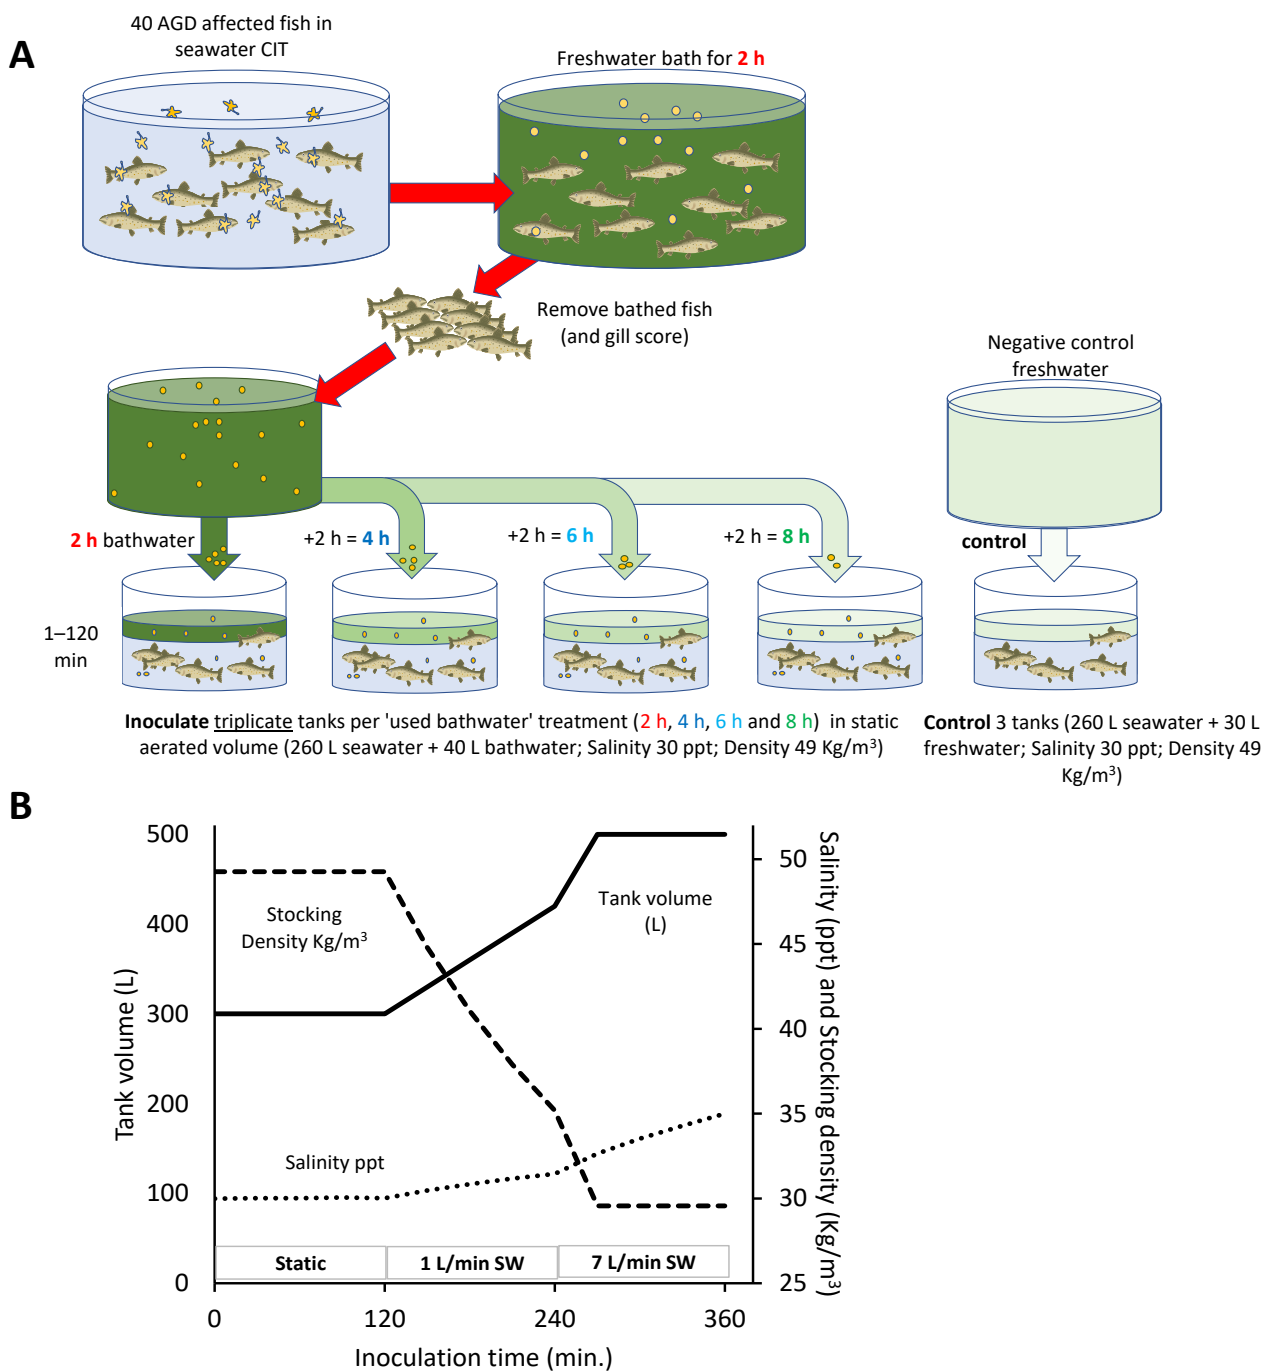 40 AGD affected fish in
seawater CIT
A
Freshwater bath for 2 h
Remove bathed fish
(and gill score)
Negative control
freshwater
2 h bathwater
+2 h = 4 h
+2 h = 6 h
+2 h = 8 h
control
1–120
min
Inoculate triplicate tanks per 'used bathwater' treatment (2 h, 4 h, 6 h and 8 h) in static
aerated volume (260 L seawater + 40 L bathwater; Salinity 30 ppt; Density 49 Kg/m³)
Control 3 tanks (260 L seawater + 30 L
freshwater; Salinity 30 ppt; Density 49
Kg/m³)
B
Tank volume (L)
500
400
300
200
100
0
Stocking
Density Kg/m³
Tank volume
(L)
Salinity ppt
Static
1 L/min SW
7 L/min SW
0
120
240
360
Inoculation time (min.)
50
45
40
35
30
25
Salinity (ppt) and Stocking density (Kg/m³)